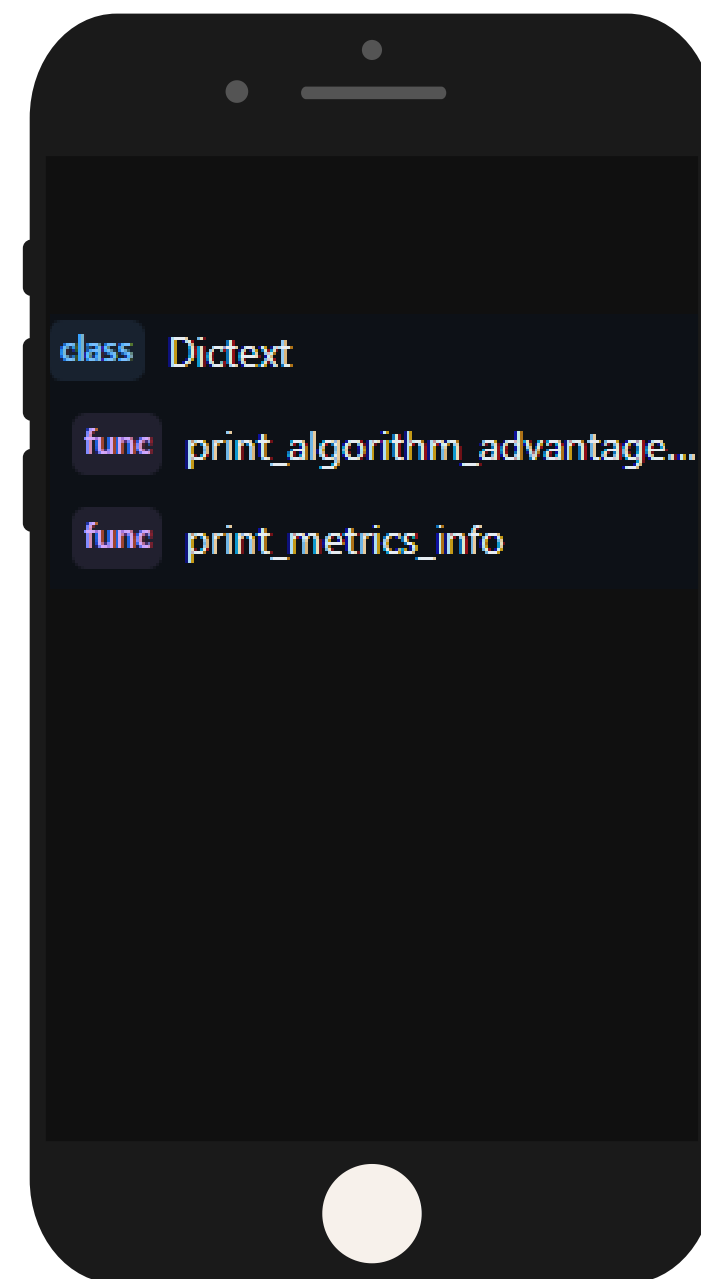 class Dictext
func print_algorithm_advantage...
func print_metrics_info